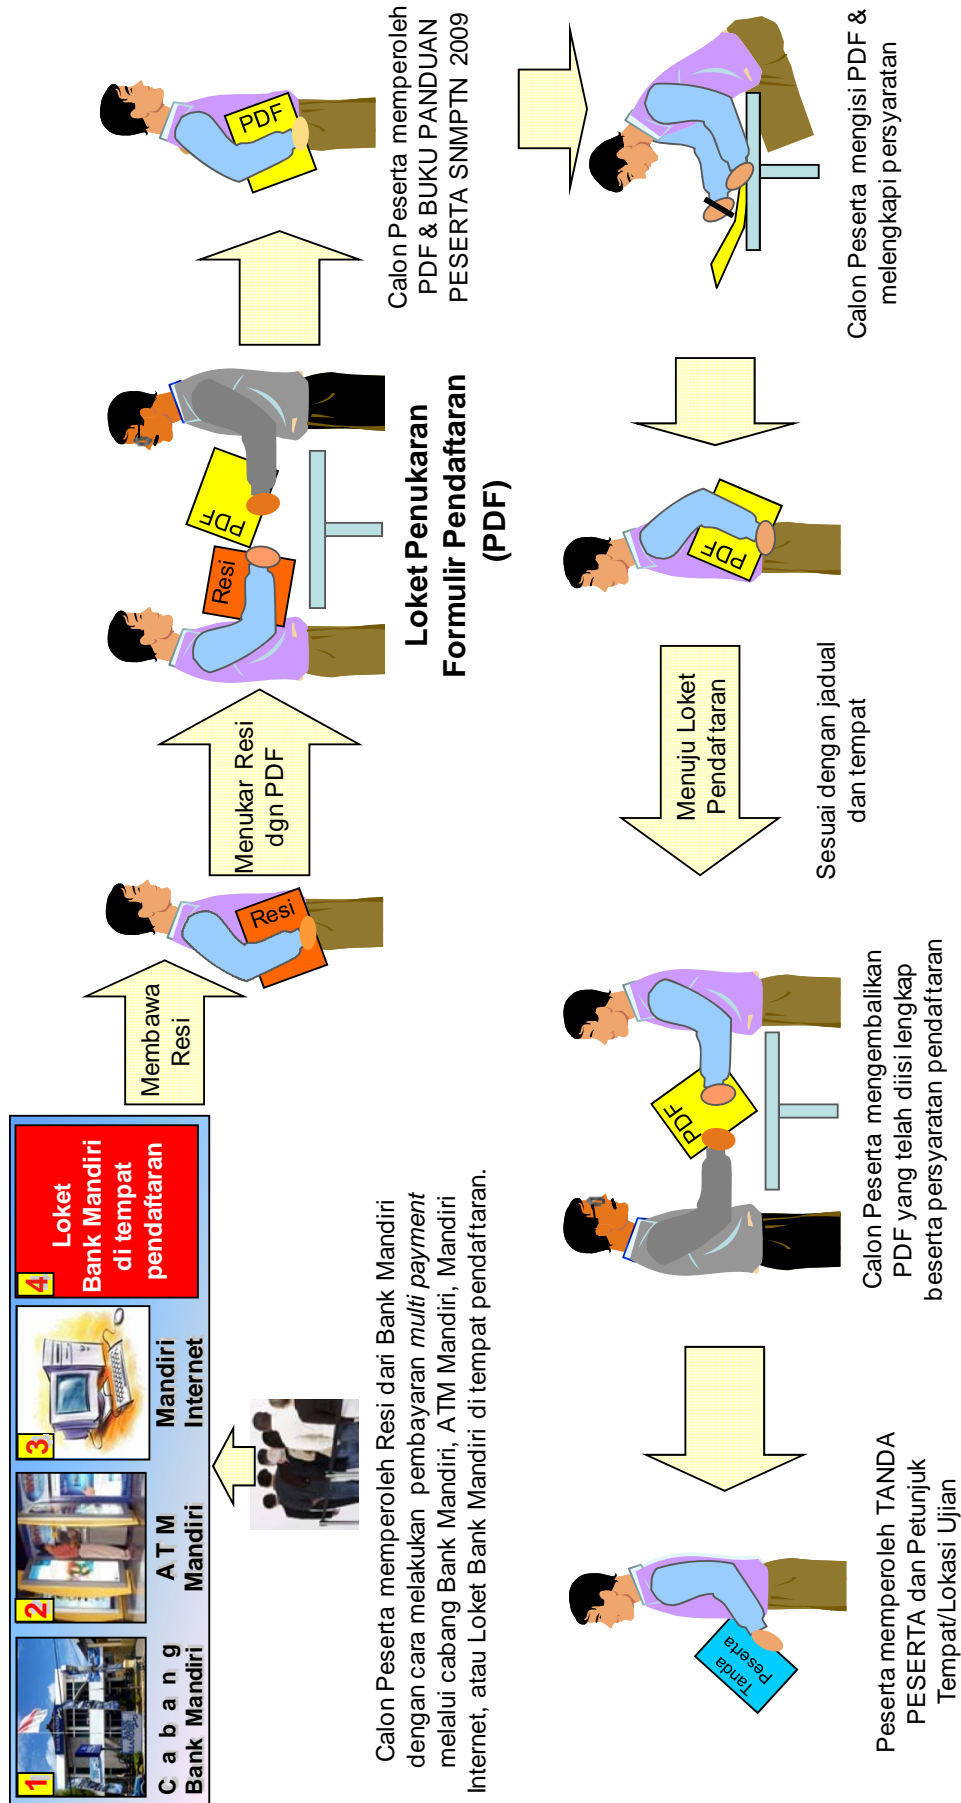 1
C a b a n g
Bank Mandiri
2
A T M
Mandiri
3
Mandiri
Internet
4
Loket
Bank Mandiri
di tempat
pendaftaran
Calon Peserta memperoleh Resi dari Bank Mandiri
dengan cara melakukan pembayaran multi payment
melalui cabang Bank Mandiri, ATM Mandiri, Mandiri
Internet, atau Loket Bank Mandiri di tempat pendaftaran.
Membawa
Resi
Resi
Menukar Resi
dgn PDF
Resi
PDF
Loket Penukaran
Formulir Pendaftaran
(PDF)
PDF
Calon Peserta memperoleh
PDF & BUKU PANDUAN
PESERTA SNMPTN 2009
Calon Peserta mengisi PDF &
melengkapi persyaratan
PDF
Menuju Loket
Pendaftaran
Sesuai dengan jadual
dan tempat
PDF
Calon Peserta mengembalikan
PDF yang telah diisi lengkap
beserta persyaratan pendaftaran
Tanda
Peserta
Peserta memperoleh TANDA
PESERTA dan Petunjuk
Tempat/Lokasi Ujian